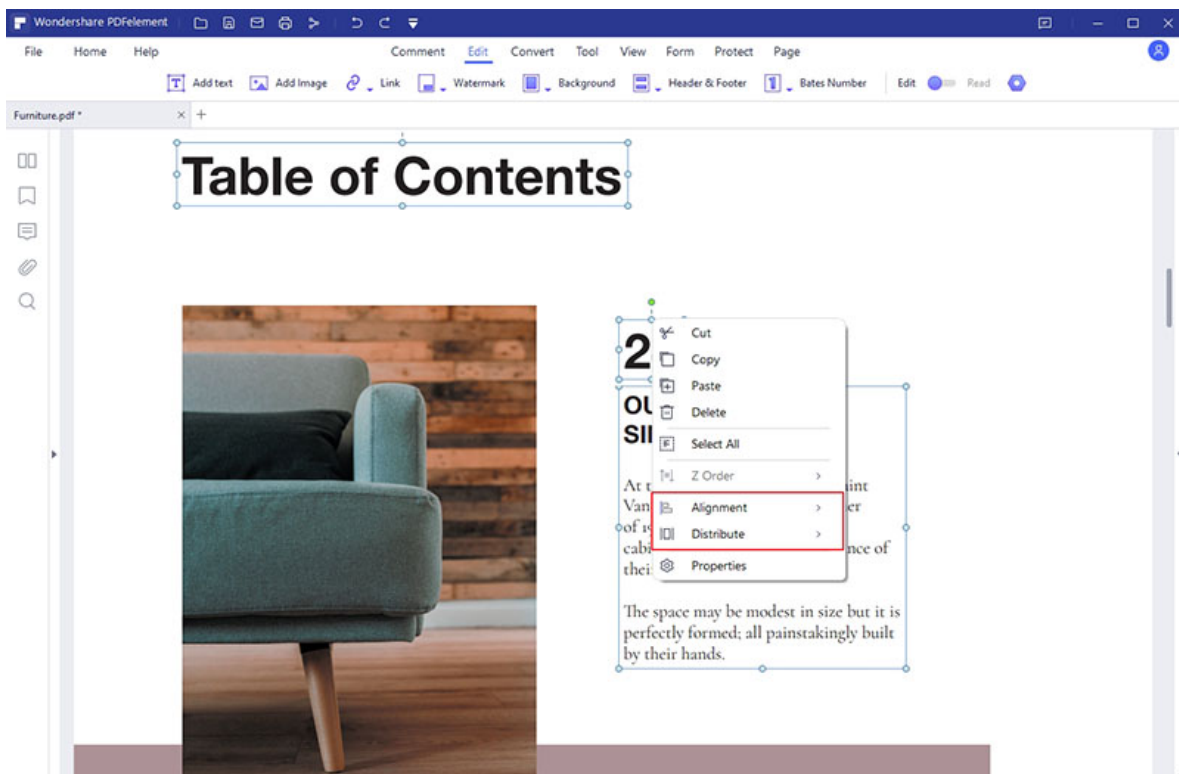 Wondershare PDFelement
File Home Help Comment Edit Convert Tool View Form Protect Page
Add text Add Image Link Watermark Background Header & Footer Bates Number Edit Read
Furniture.pdf *
Table of Contents
2
Cut
Copy
Paste
Delete
Select All
Z Order
Alignment
Distribute
Properties
OU
SI
At t
Van
of 19
cabi nce of
thei
The space may be modest in size but it is
perfectly formed; all painstakingly built
by their hands.